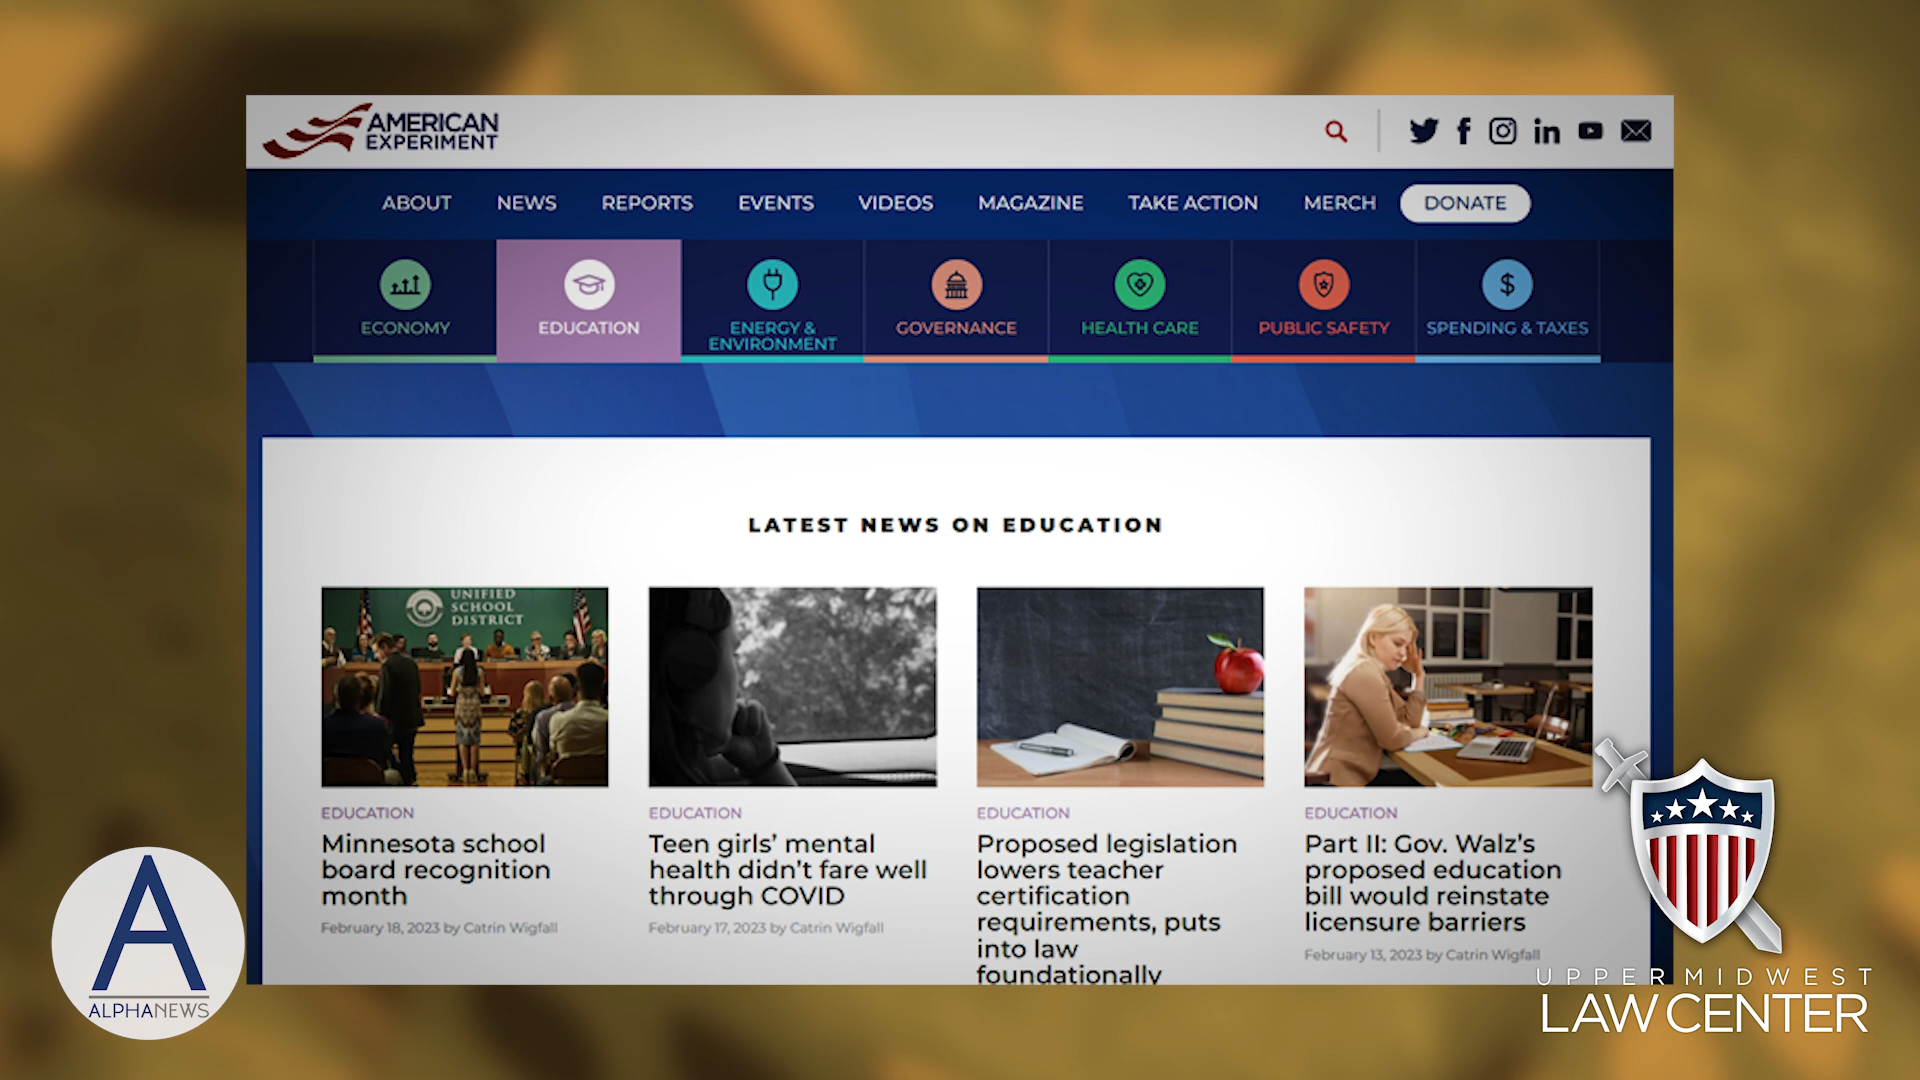 AMERICAN
EXPERIMENT
ABOUT NEWS REPORTS EVENTS VIDEOS MAGAZINE TAKE ACTION MERCH DONATE
ECONOMY
EDUCATION
ENERGY &
ENVIRONMENT
GOVERNANCE
HEALTH CARE
PUBLIC SAFETY
SPENDING & TAXES
LATEST NEWS ON EDUCATION
UNIFIED
SCHOOL
DISTRICT
EDUCATION
Minnesota school
board recognition
month
February 18, 2023 by Catrin Wigfall
EDUCATION
Teen girls’ mental
health didn’t fare well
through COVID
February 17, 2023 by Catrin Wigfall
EDUCATION
Proposed legislation
lowers teacher
certification
requirements, puts
into law
foundationally
EDUCATION
Part II: Gov. Walz’s
proposed education
bill would reinstate
licensure barriers
February 13, 2023 by Catrin Wigfall
A
ALPHANEWS
UPPER MIDWEST
LAW CENTER